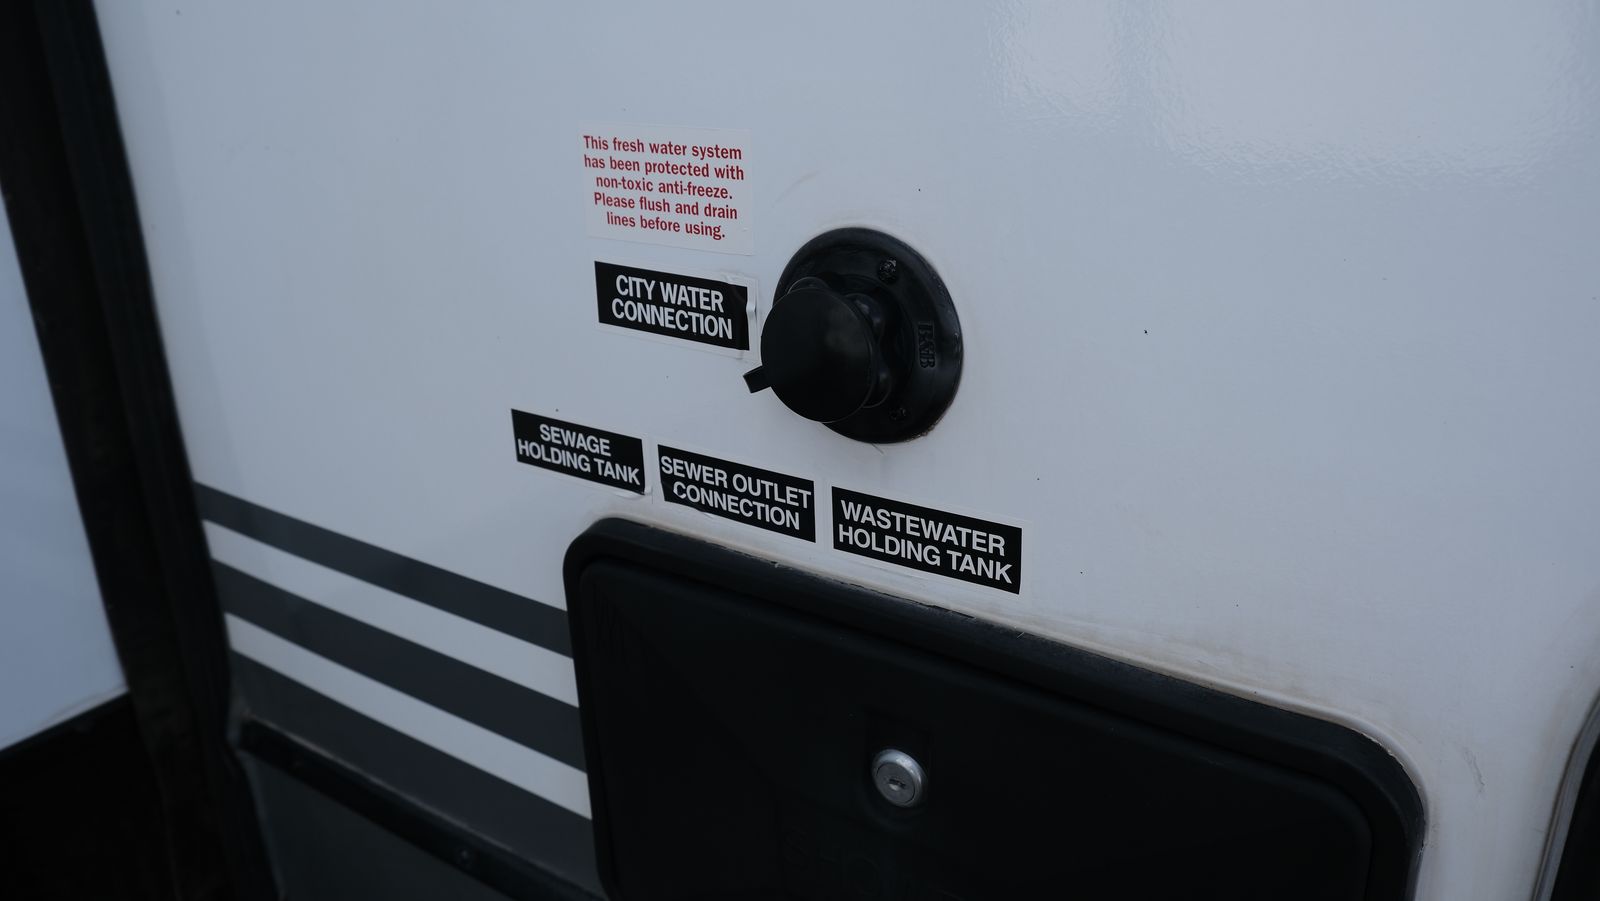 This fresh water system
has been protected with
non-toxic anti-freeze.
Please flush and drain
lines before using.
CITY WATER
CONNECTION
SEWAGE
HOLDING TANK
SEWER OUTLET
CONNECTION
WASTEWATER
HOLDING TANK